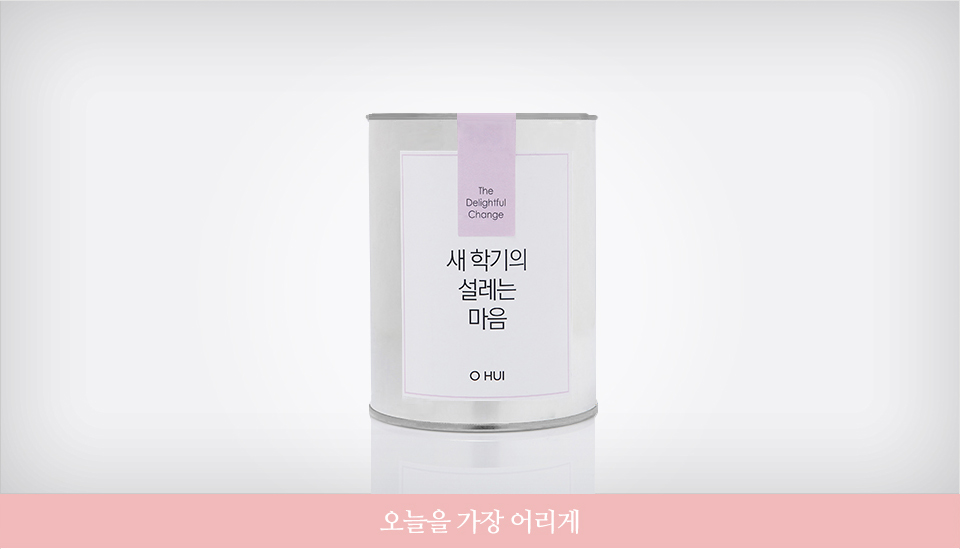 The
Delightful
Change
새 학기의
설레는
마음
O HUI
오늘을 가장 어리게